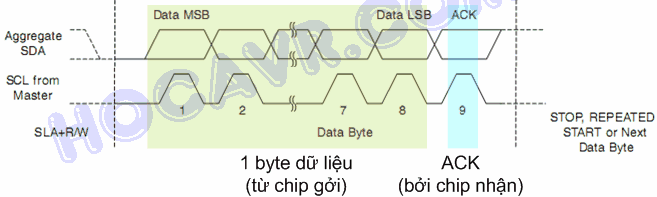 Data MSB
Data LSB
ACK
Aggregate
SDA
SCL from
Master
1
2
7
8
9
SLA+R/W
Data Byte
STOP, REPEATED
START or Next
Data Byte
1 byte dữ liệu
(từ chip gởi)
ACK
(bởi chip nhận)
HOCAVR.COM